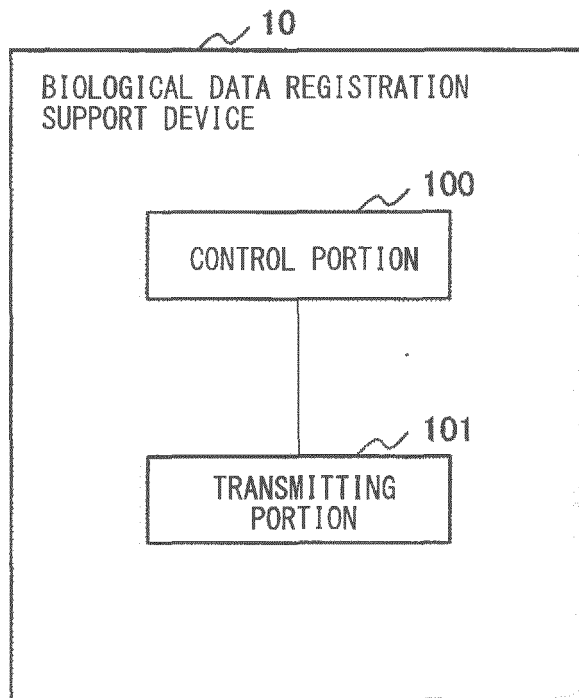 10
BIOLOGICAL DATA REGISTRATION
SUPPORT DEVICE
100
CONTROL PORTION
101
TRANSMITTING
PORTION